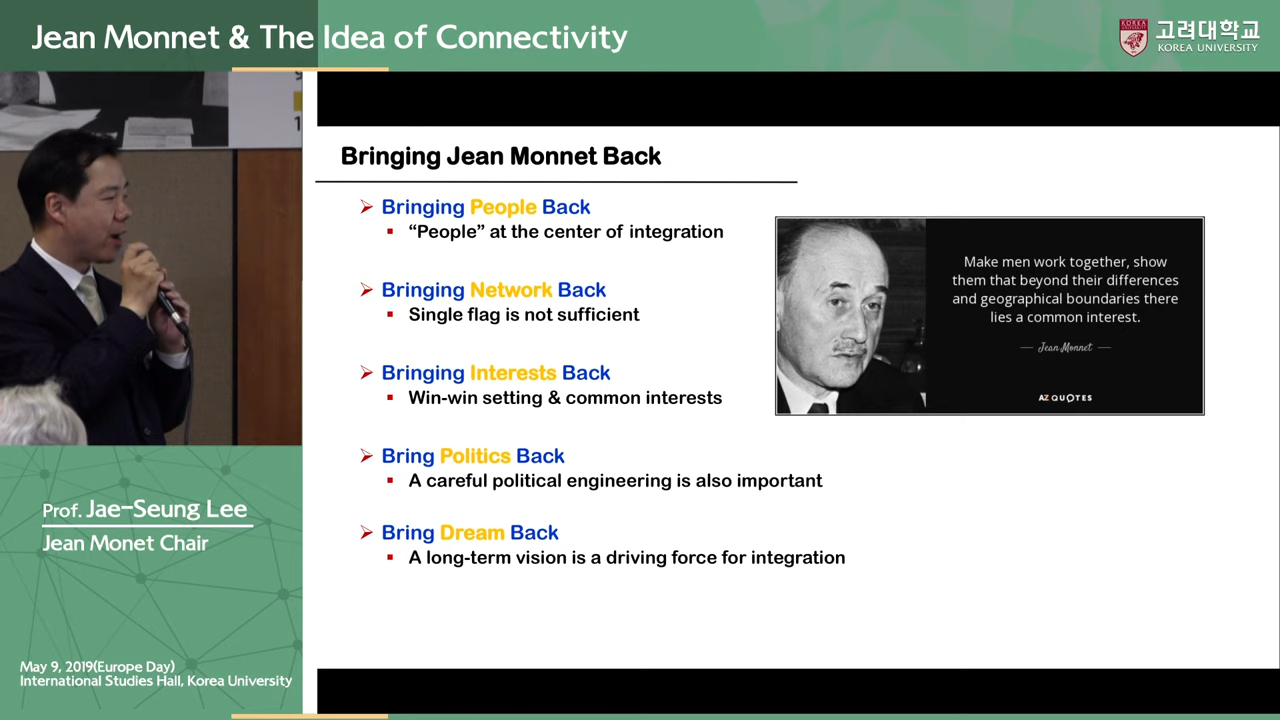 Jean Monnet & The Idea of Connectivity
KOREA
고려대학교
KOREA UNIVERSITY
Bringing Jean Monnet Back
Bringing People Back
“People” at the center of integration
Bringing Network Back
Single flag is not sufficient
Bringing Interests Back
Win-win setting & common interests
Bring Politics Back
A careful political engineering is also important
Bring Dream Back
A long-term vision is a driving force for integration
Make men work together, show
them that beyond their differences
and geographical boundaries there
lies a common interest.
— Jean Monnet —
AZ QUOTES
Prof. Jae-Seung Lee
Jean Monet Chair
May 9, 2019(Europe Day)
International Studies Hall, Korea University